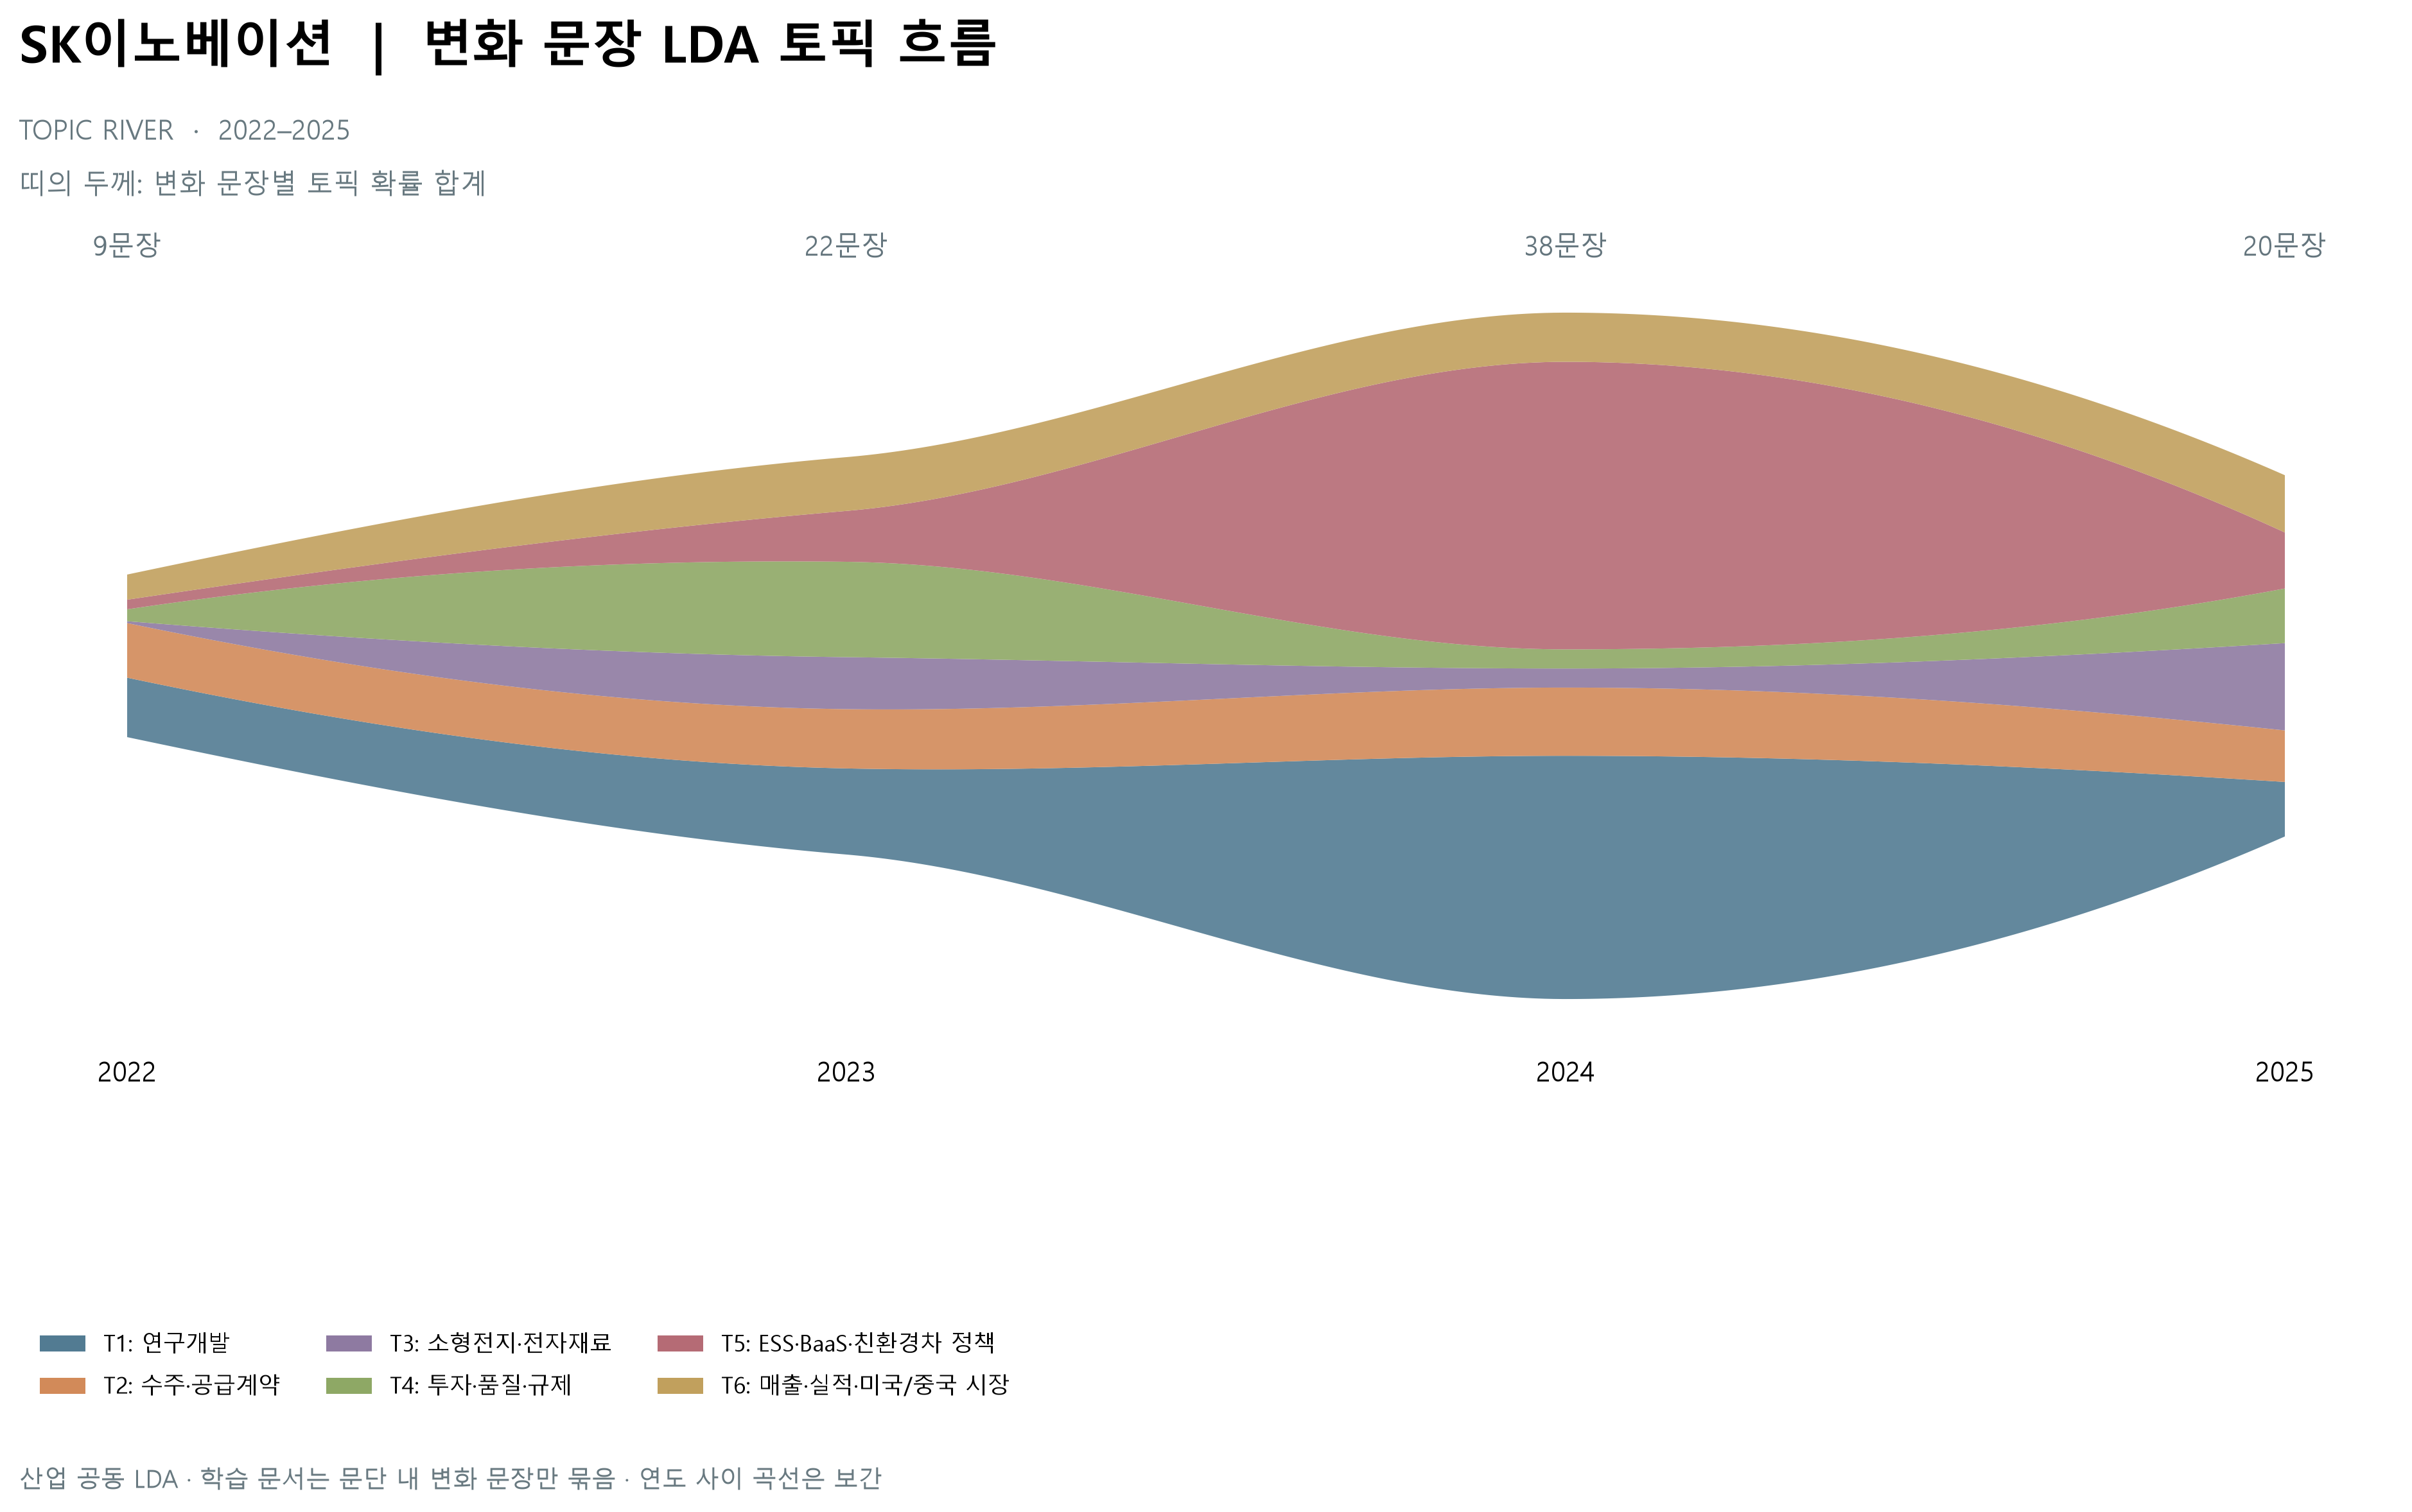 SK이노베이션 | 변화 문장 LDA 토픽 흐름
TOPIC RIVER · 2022–2025
띠의 두께: 변화 문장별 토픽 확률 합계
9문장 22문장 38문장 20문장
2022 2023 2024 2025
T1: 연구개발 T3: 소형전지·전자재료 T5: ESS·BaaS·친환경차 정책
T2: 수주·공급계약 T4: 투자·품질·규제 T6: 매출·실적·미국/중국 시장
산업 공통 LDA · 학습 문서는 문단 내 변화 문장만 묶음 · 연도 사이 곡선은 보간